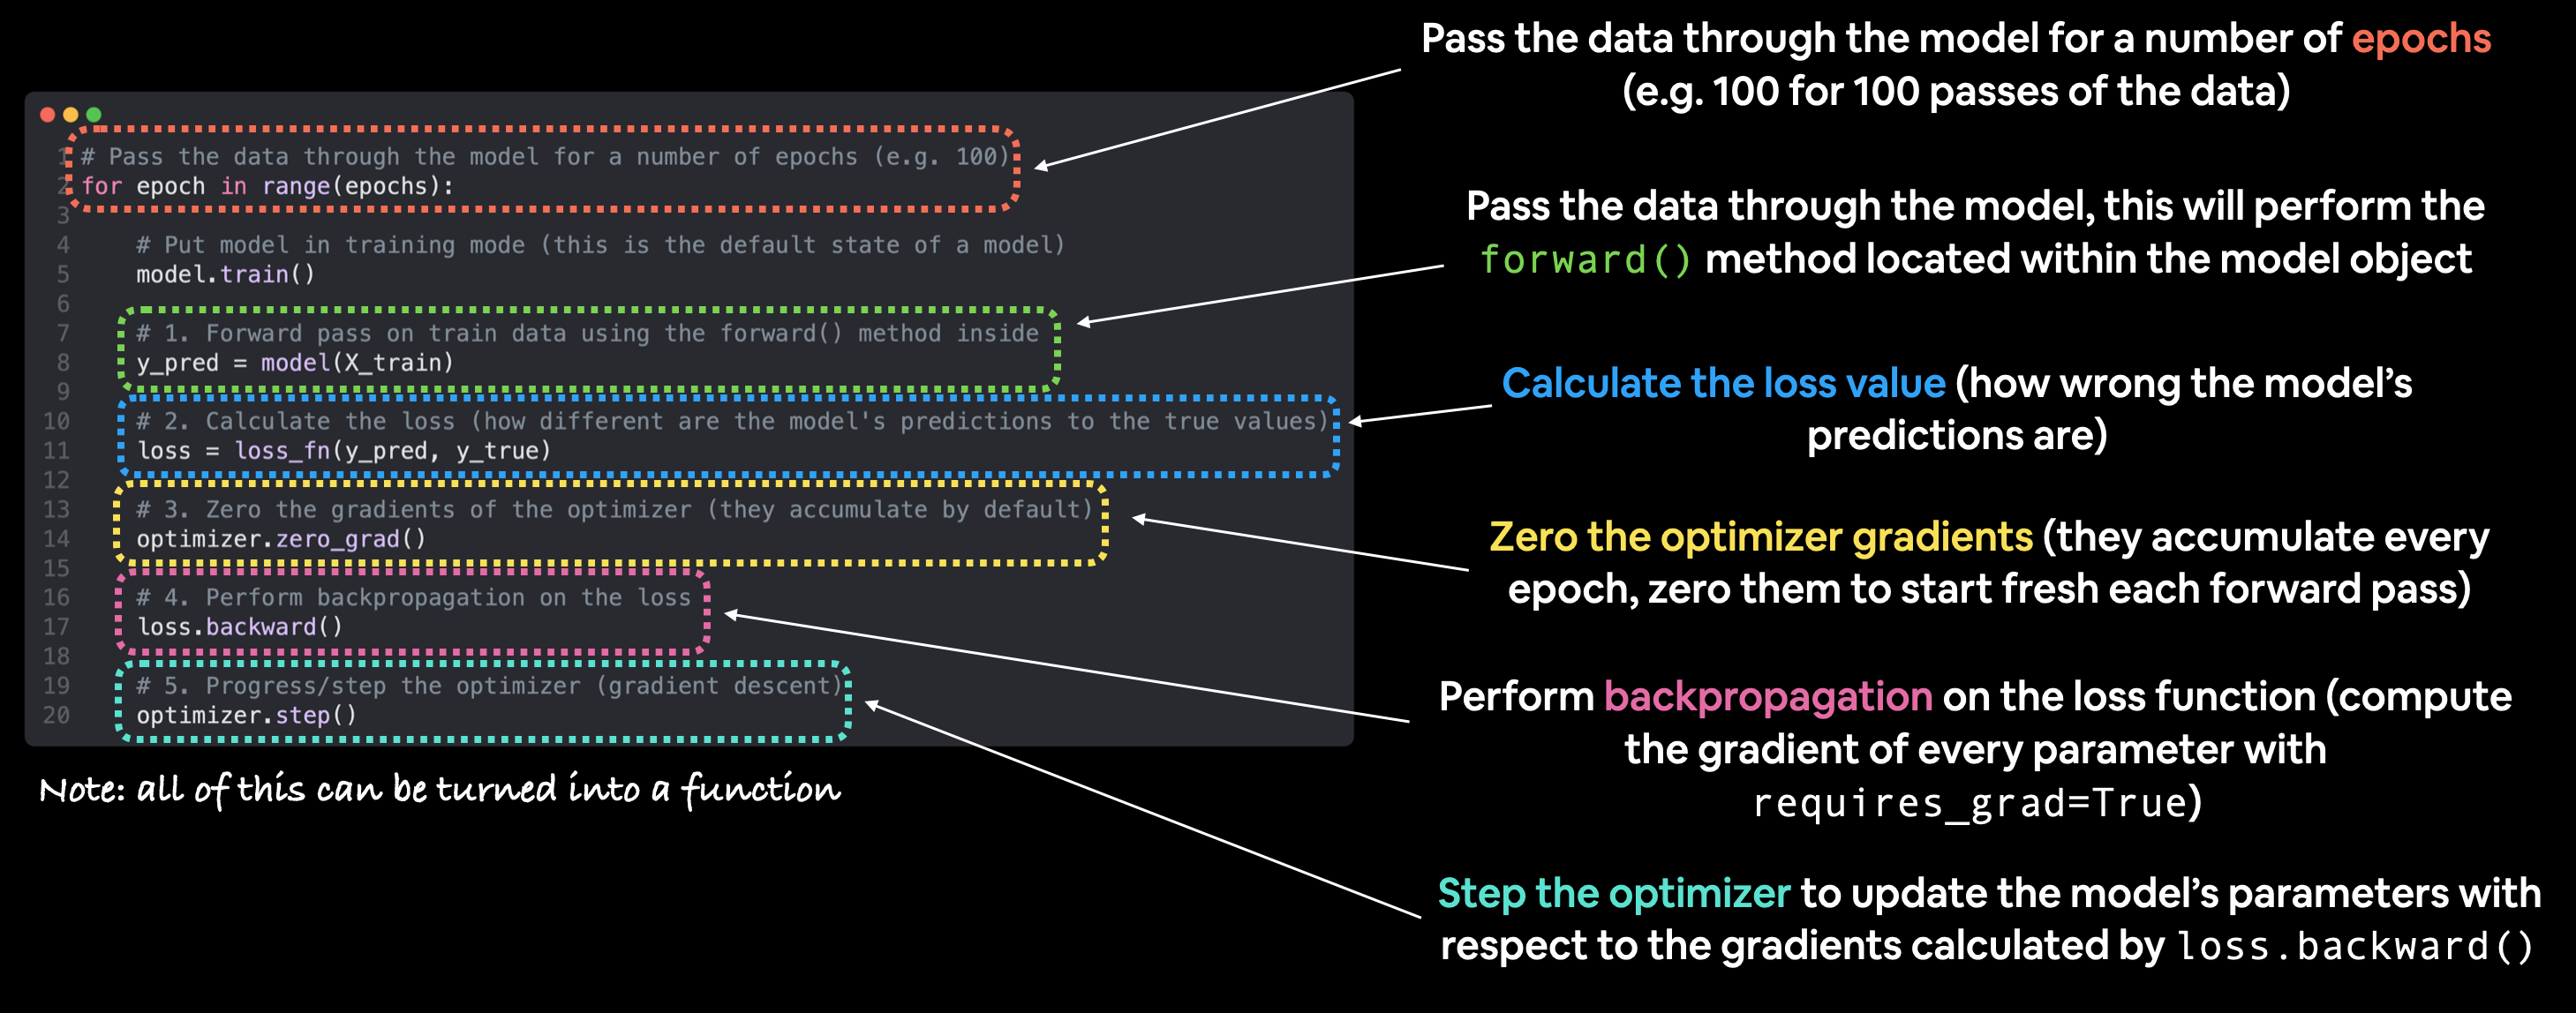 Pass the data through the model for a number of epochs
(e.g. 100 for 100 passes of the data)
1 # Pass the data through the model for a number of epochs (e.g. 100)
2 for epoch in range(epochs):
3
4 # Put model in training mode (this is the default state of a model)
5 model.train()
6
7 # 1. Forward pass on train data using the forward() method inside
8 y_pred = model(X_train)
9
10 # 2. Calculate the loss (how different are the model's predictions to the true values)
11 loss = loss_fn(y_pred, y_true)
12
13 # 3. Zero the gradients of the optimizer (they accumulate by default)
14 optimizer.zero_grad()
15
16 # 4. Perform backpropagation on the loss
17 loss.backward()
18
19 # 5. Progress/step the optimizer (gradient descent)
20 optimizer.step()
Note: all of this can be turned into a function
Pass the data through the model, this will perform the
forward() method located within the model object
Calculate the loss value (how wrong the model’s
predictions are)
Zero the optimizer gradients (they accumulate every
epoch, zero them to start fresh each forward pass)
Perform backpropagation on the loss function (compute
the gradient of every parameter with
requires_grad=True)
Step the optimizer to update the model’s parameters with
respect to the gradients calculated by loss.backward()